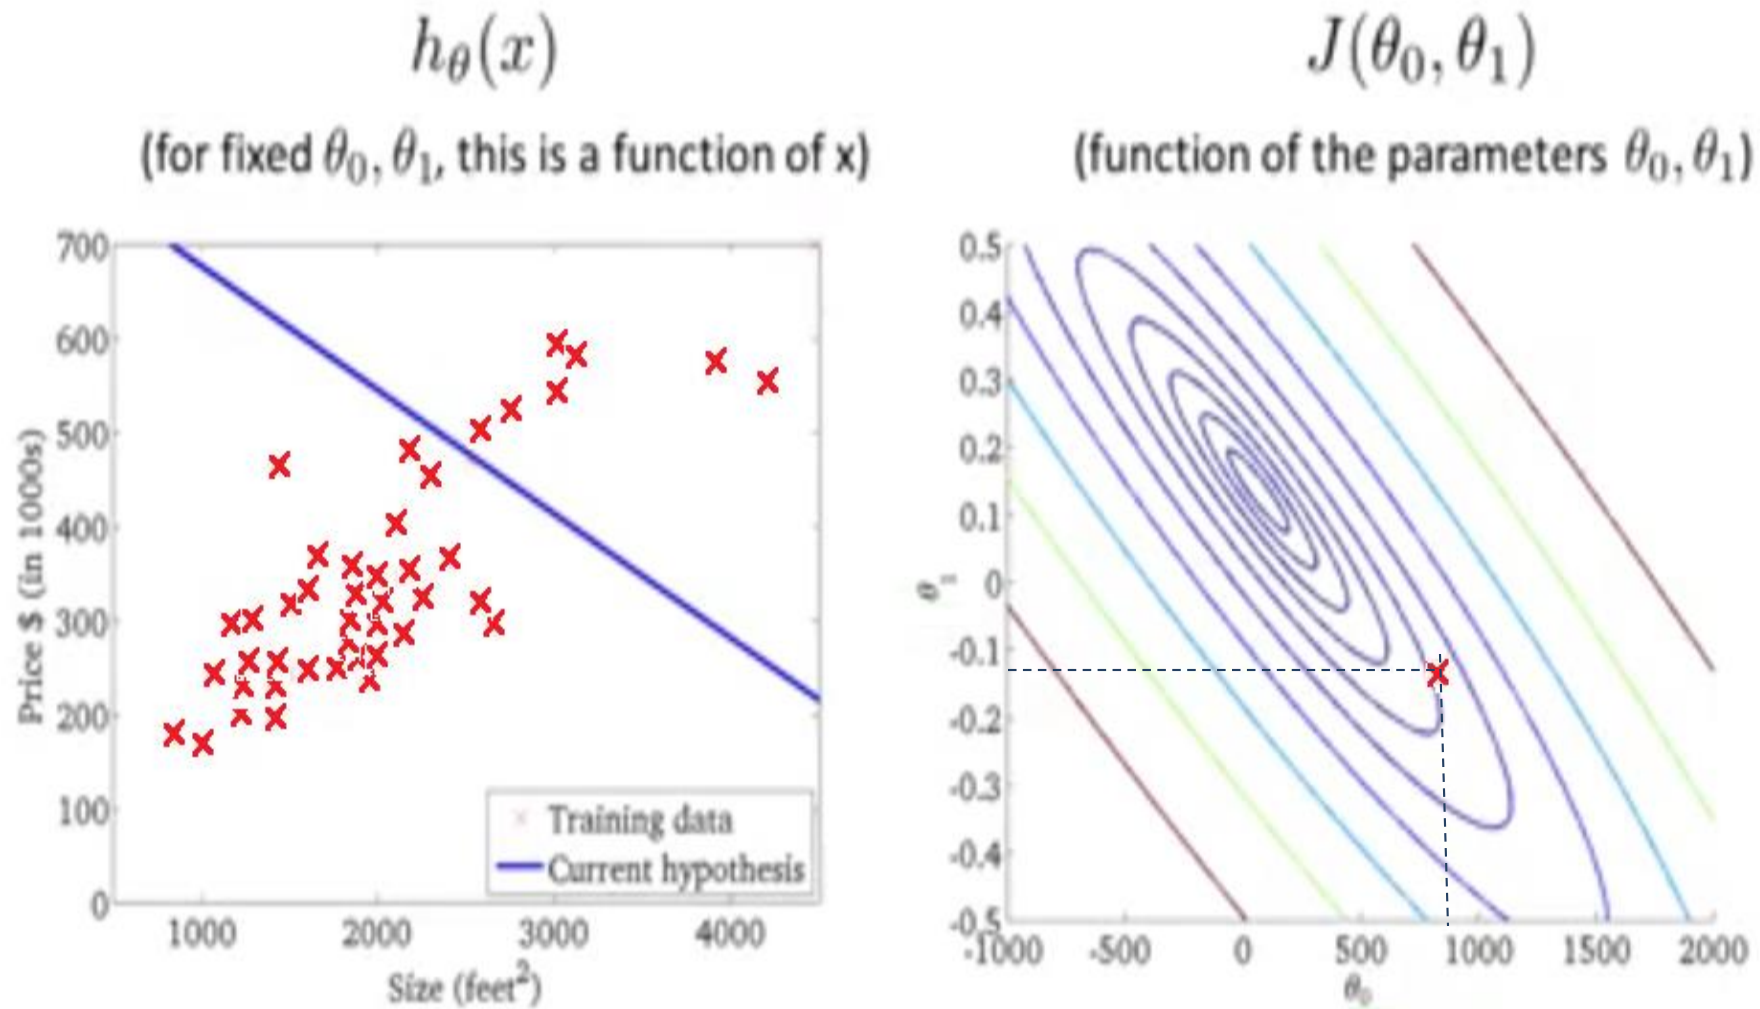 hθ(x)
(for fixed θ₀, θ₁, this is a function of x)
700
600
500
400
300
200
100
0
Price $ (in 1000s)
1000 2000 3000 4000
Size (feet²)
Training data
Current hypothesis
J(θ₀, θ₁)
(function of the parameters θ₀, θ₁)
0.5
0.4
0.3
0.2
0.1
0
-0.1
-0.2
-0.3
-0.4
-0.5
θ₁
-1000 -500 0 500 1000 1500 2000
θ₀